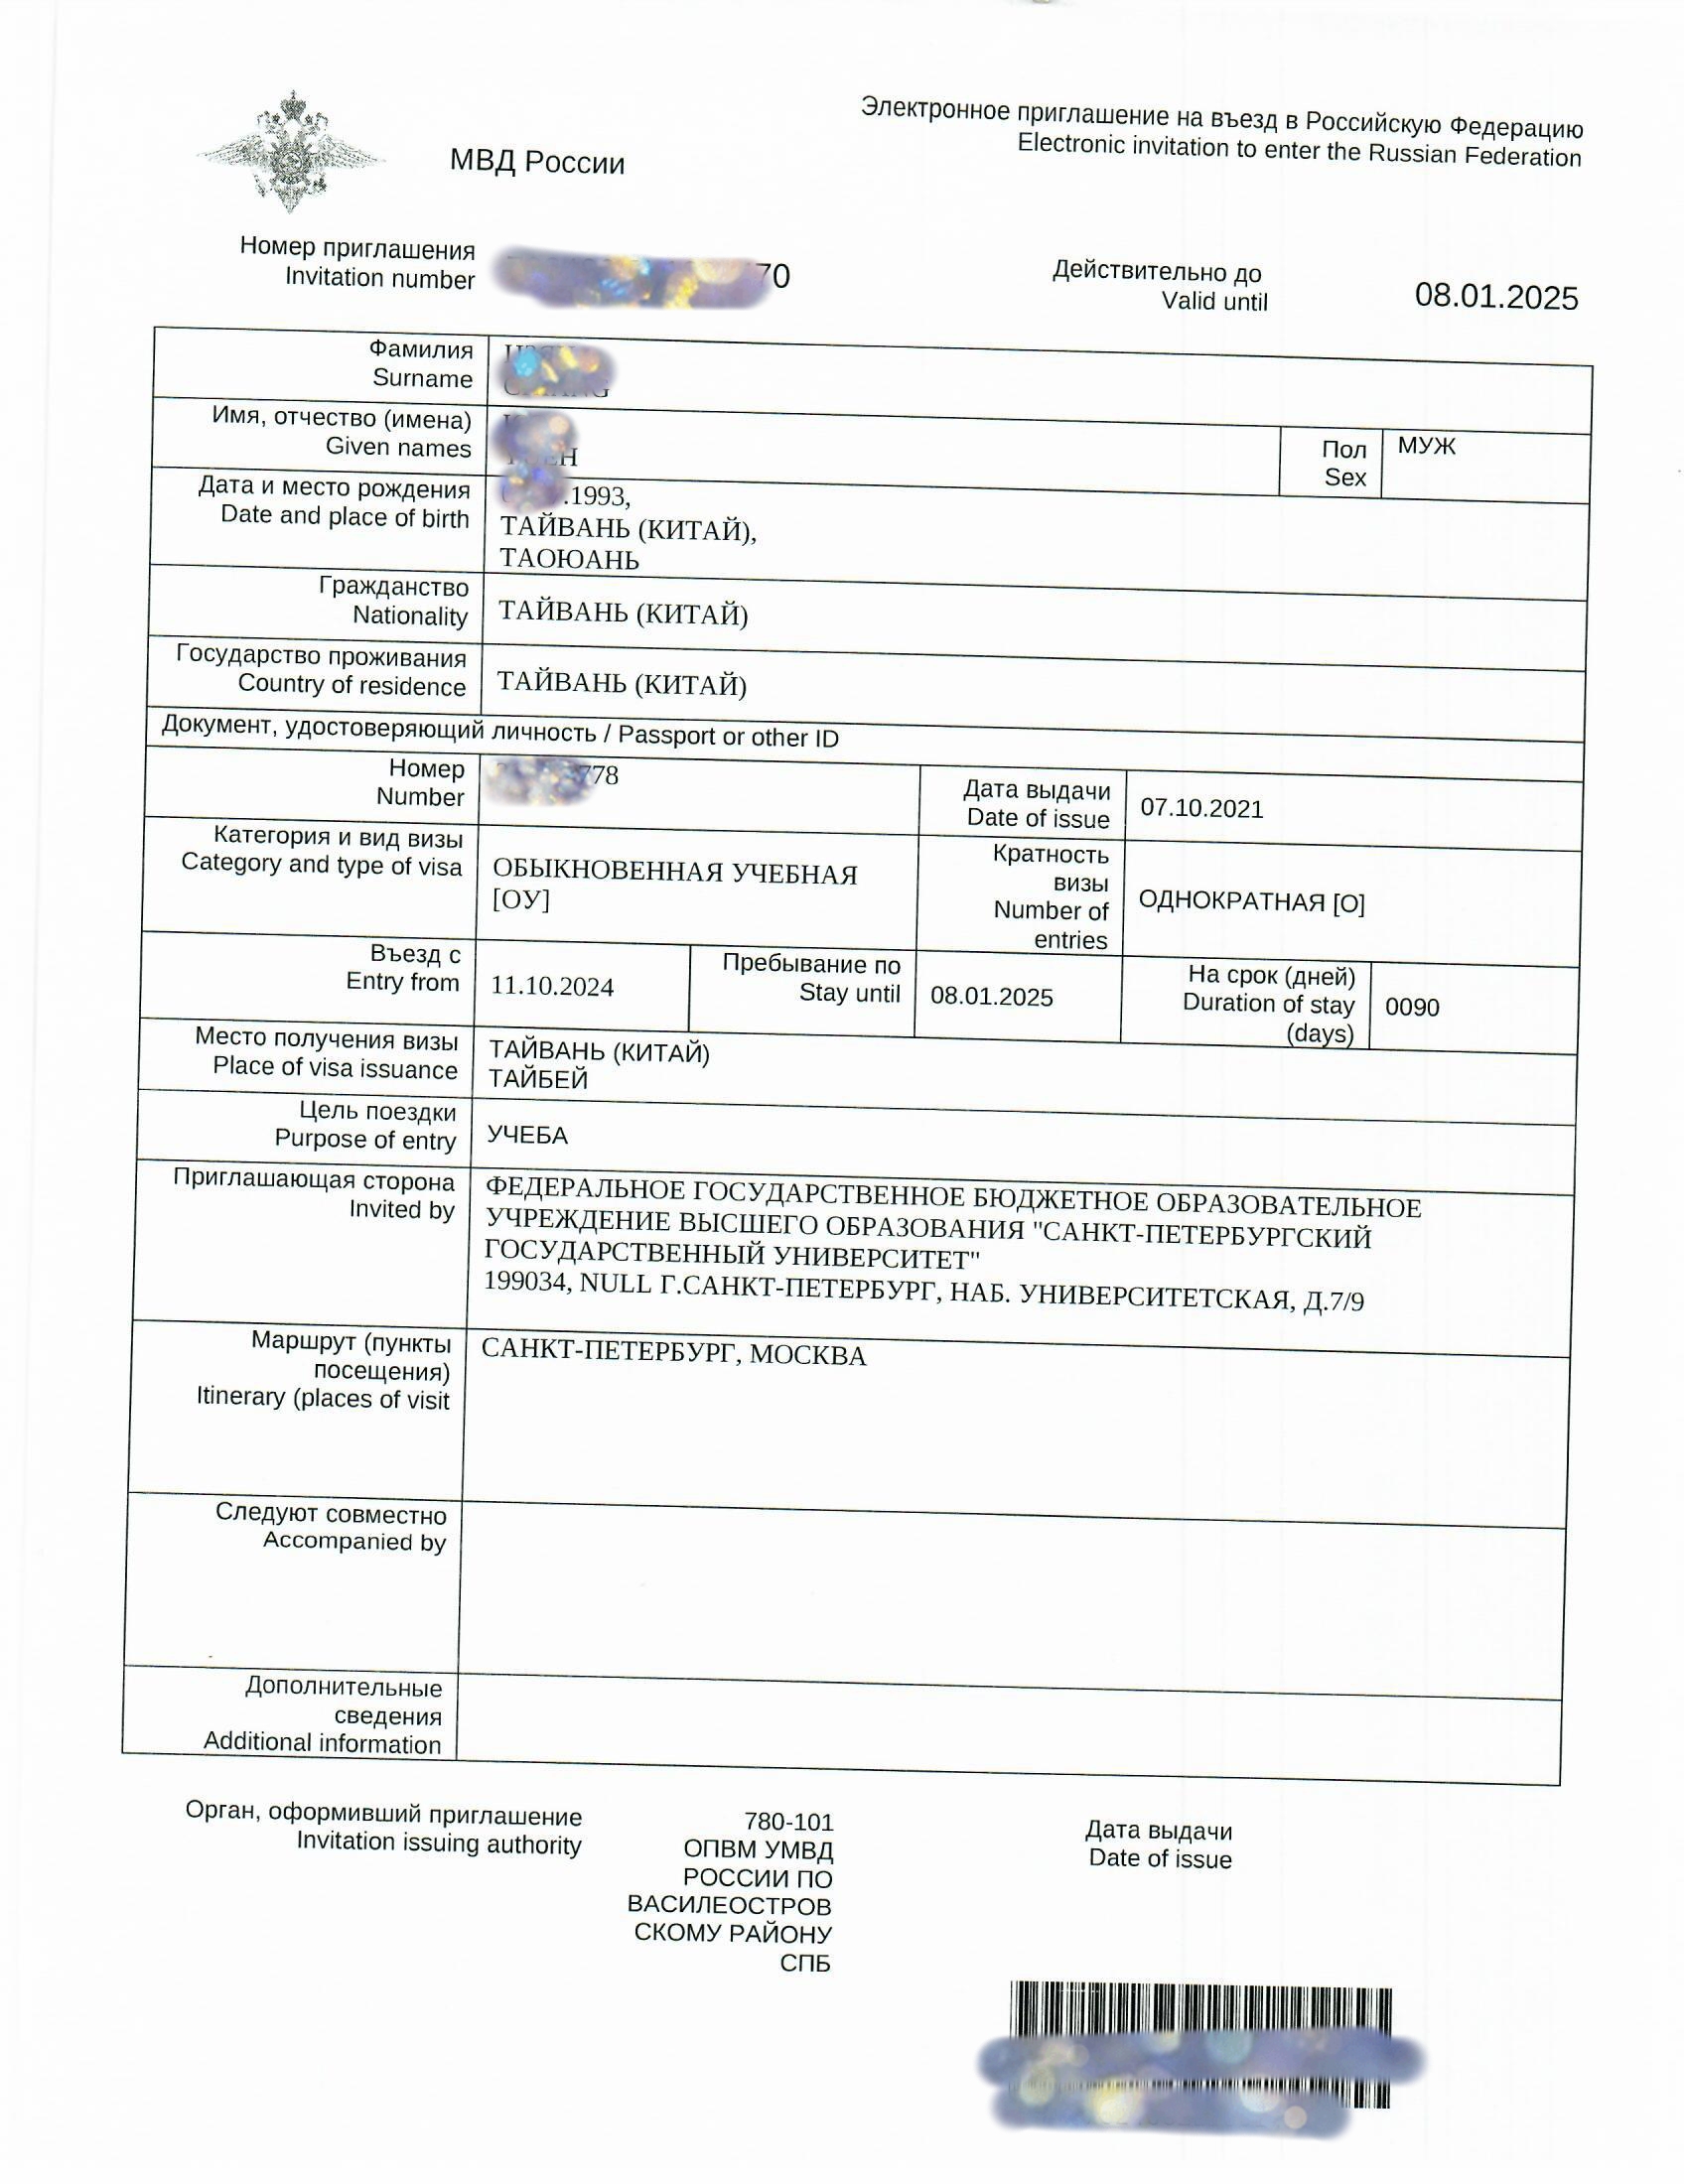 МВД России
Электронное приглашение на въезд в Российскую Федерацию
Electronic invitation to enter the Russian Federation
Номер приглашения
Invitation number
70
Действительно до
Valid until
08.01.2025
Фамилия
Surname
Имя, отчество (имена)
Given names
Пол
Sex
МУЖ
Дата и место рождения
Date and place of birth
.1993,
ТАЙВАНЬ (КИТАЙ),
ТАОЮАНЬ
Гражданство
Nationality
ТАЙВАНЬ (КИТАЙ)
Государство проживания
Country of residence
ТАЙВАНЬ (КИТАЙ)
Документ, удостоверяющий личность / Passport or other ID
Номер
Number
778
Дата выдачи
Date of issue
07.10.2021
Категория и вид визы
Category and type of visa
ОБЫКНОВЕННАЯ УЧЕБНАЯ
[ОУ]
Кратность
визы
Number of
entries
ОДНОКРАТНАЯ [О]
Въезд с
Entry from
11.10.2024
Пребывание по
Stay until
08.01.2025
На срок (дней)
Duration of stay
(days)
0090
Место получения визы
Place of visa issuance
ТАЙВАНЬ (КИТАЙ)
ТАЙБЕЙ
Цель поездки
Purpose of entry
УЧЕБА
Приглашающая сторона
Invited by
ФЕДЕРАЛЬНОЕ ГОСУДАРСТВЕННОЕ БЮДЖЕТНОЕ ОБРАЗОВАТЕЛЬНОЕ
УЧРЕЖДЕНИЕ ВЫСШЕГО ОБРАЗОВАНИЯ "САНКТ-ПЕТЕРБУРГСКИЙ
ГОСУДАРСТВЕННЫЙ УНИВЕРСИТЕТ"
199034, NULL Г.САНКТ-ПЕТЕРБУРГ, НАБ. УНИВЕРСИТЕТСКАЯ, Д.7/9
Маршрут (пункты
посещения)
Itinerary (places of visit
САНКТ-ПЕТЕРБУРГ, МОСКВА
Следуют совместно
Accompanied by
Дополнительные
сведения
Additional information
Орган, оформивший приглашение
Invitation issuing authority
780-101
ОПВМ УМВД
РОССИИ ПО
ВАСИЛЕОСТРОВ
СКОМУ РАЙОНУ
СПБ
Дата выдачи
Date of issue